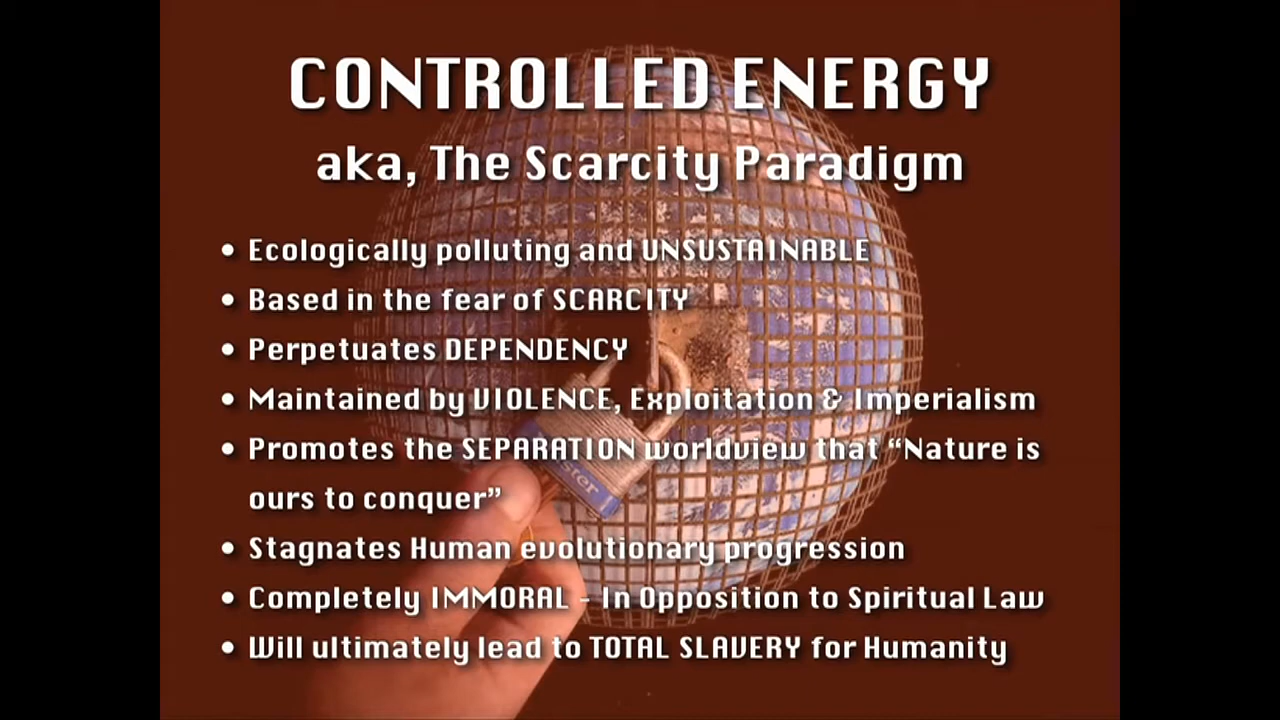 CONTROLLED ENERGY
aka, The Scarcity Paradigm
• Ecologically polluting and UNSUSTAINABLE
• Based in the fear of SCARCITY
• Perpetuates DEPENDENCY
• Maintained by VIOLENCE, Exploitation & Imperialism
• Promotes the SEPARATION worldview that “Nature is
ours to conquer”
• Stagnates Human evolutionary progression
• Completely IMMORAL - In Opposition to Spiritual Law
• Will ultimately lead to TOTAL SLAVERY for Humanity